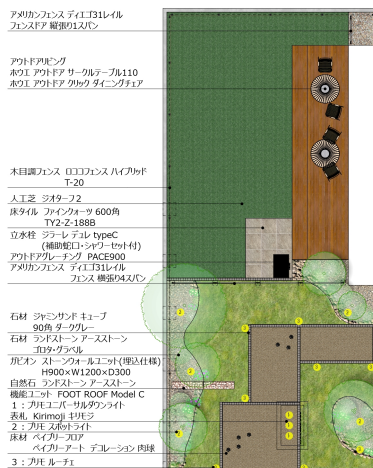 アメリカンフェンス ディエゴ31レイル
フェンスドア 縦張り1スパン
アウトドアリビング
ホウエ アウトドア サークルテーブル110
ホウエ アウトドア クリック ダイニングチェア
木目調フェンス ロココフェンス ハイブリッド
T-20
人工芝 ジオターフ2
床タイル ファインクォーツ 600角
TY2-Z-188B
立水栓 ジラーレ デュレ typeC
(補助蛇口・シャワーセット付)
アウトドアグレーチング PACE900
アメリカンフェンス ディエゴ31レイル
フェンス 横張り4スパン
石材 ジャミンサンド キューブ
90角 ダークグレー
石材 ランドストーン アースストーン
ゴロタ・グラベル
ガビオン ストーンウォールユニット(埋込仕様)
H900×W1200×D300
自然石 ランドストーン アースストーン
機能ユニット FOOT ROOF Model C
1:プリモユニバーサルダウンライト
表札 Kirimoji キリモジ
2:プリモ スポットライト
床材 ペイブリーフロア
ペイブリーアート デコレーション 肉球
3:プリモ ルーチェ